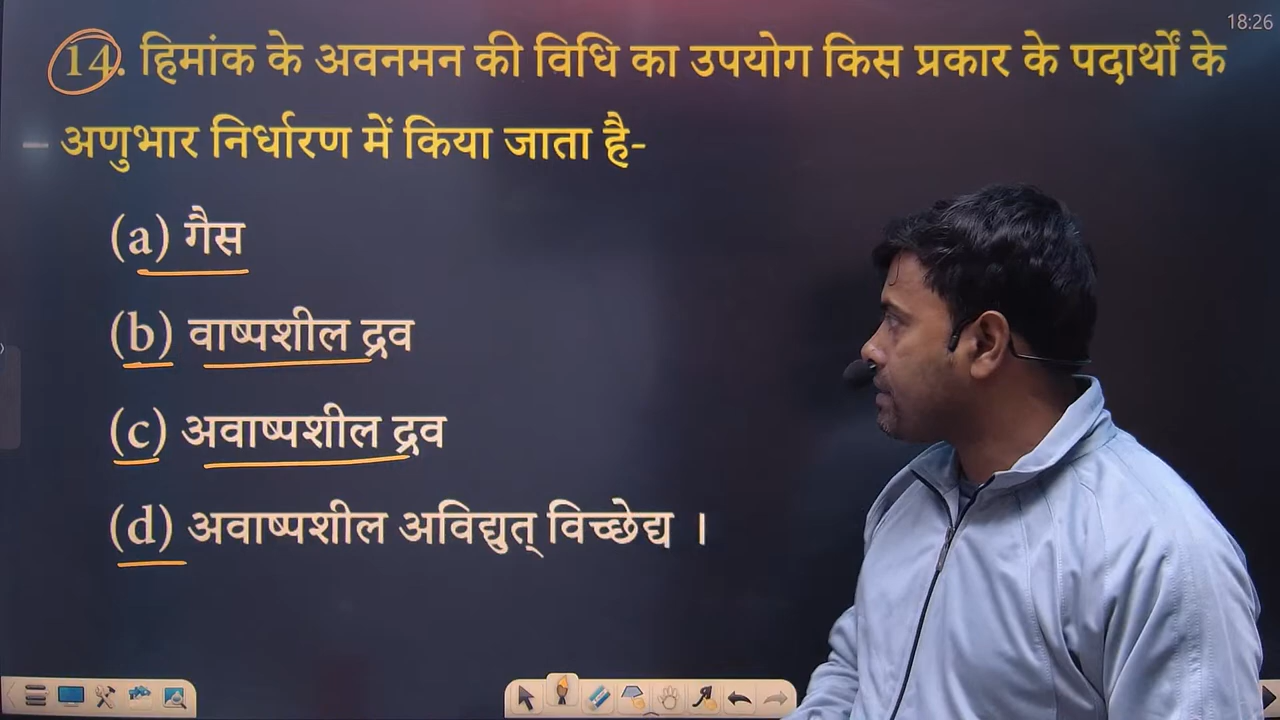 18:26
14. हिमांक के अवनमन की विधि का उपयोग किस प्रकार के पदार्थों के
अणुभार निर्धारण में किया जाता है-
(a) गैस
(b) वाष्पशील द्रव
(c) अवाष्पशील द्रव
(d) अवाष्पशील अविद्युत् विच्छेद्य ।